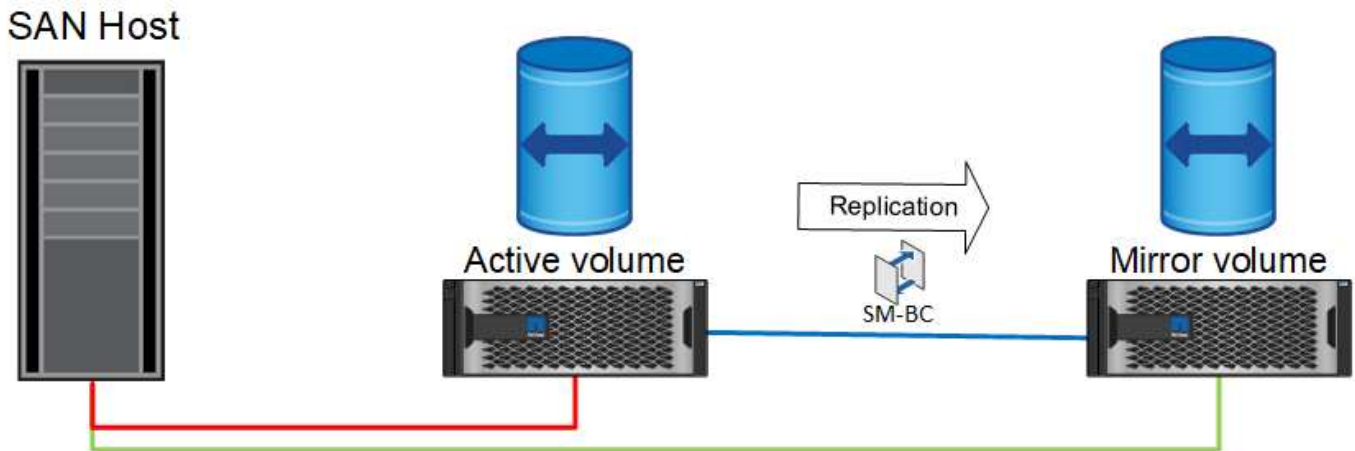 SAN Host
Replication
Active volume
Mirror volume
SM-BC